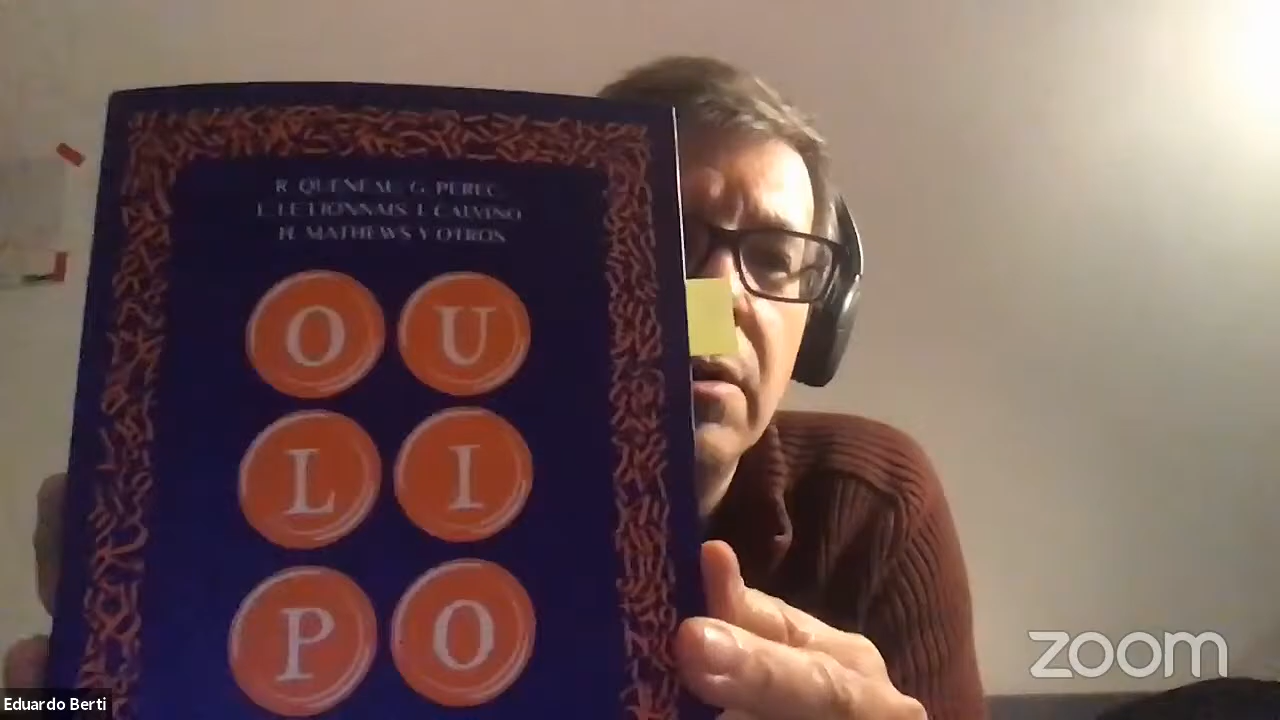 R. QUENEAU, G. PEREC,
F. LE LIONNAIS, I. CALVINO
H. MATHEWS Y OTROS
O U
L I
P O
zoom
Eduardo Berti